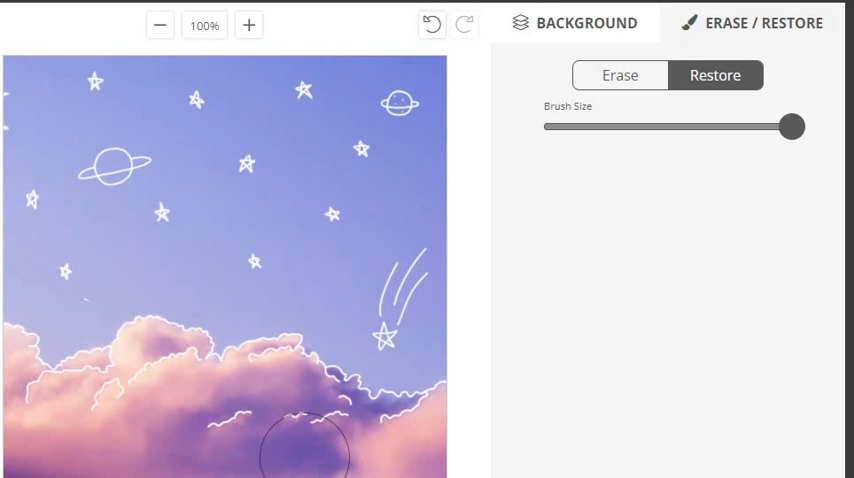 100%
BACKGROUND
ERASE / RESTORE
Erase
Restore
Brush Size